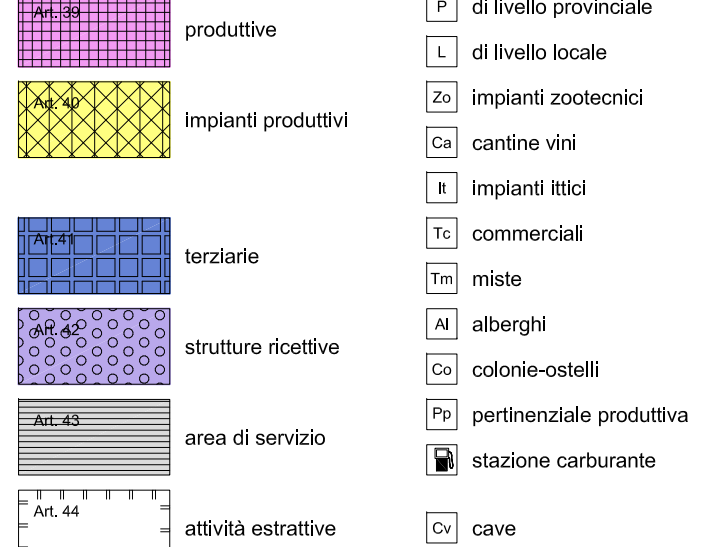 Art. 39
produttive
P di livello provinciale
L di livello locale
Art. 40
impianti produttivi
Zo impianti zootecnici
Ca cantine vini
It impianti ittici
Art.41
terziarie
Tc commerciali
Tm miste
Art. 42
strutture ricettive
Al alberghi
Co colonie-ostelli
Art. 43
area di servizio
Pp pertinenziale produttiva
stazione carburante
Art. 44
attività estrattive
Cv cave